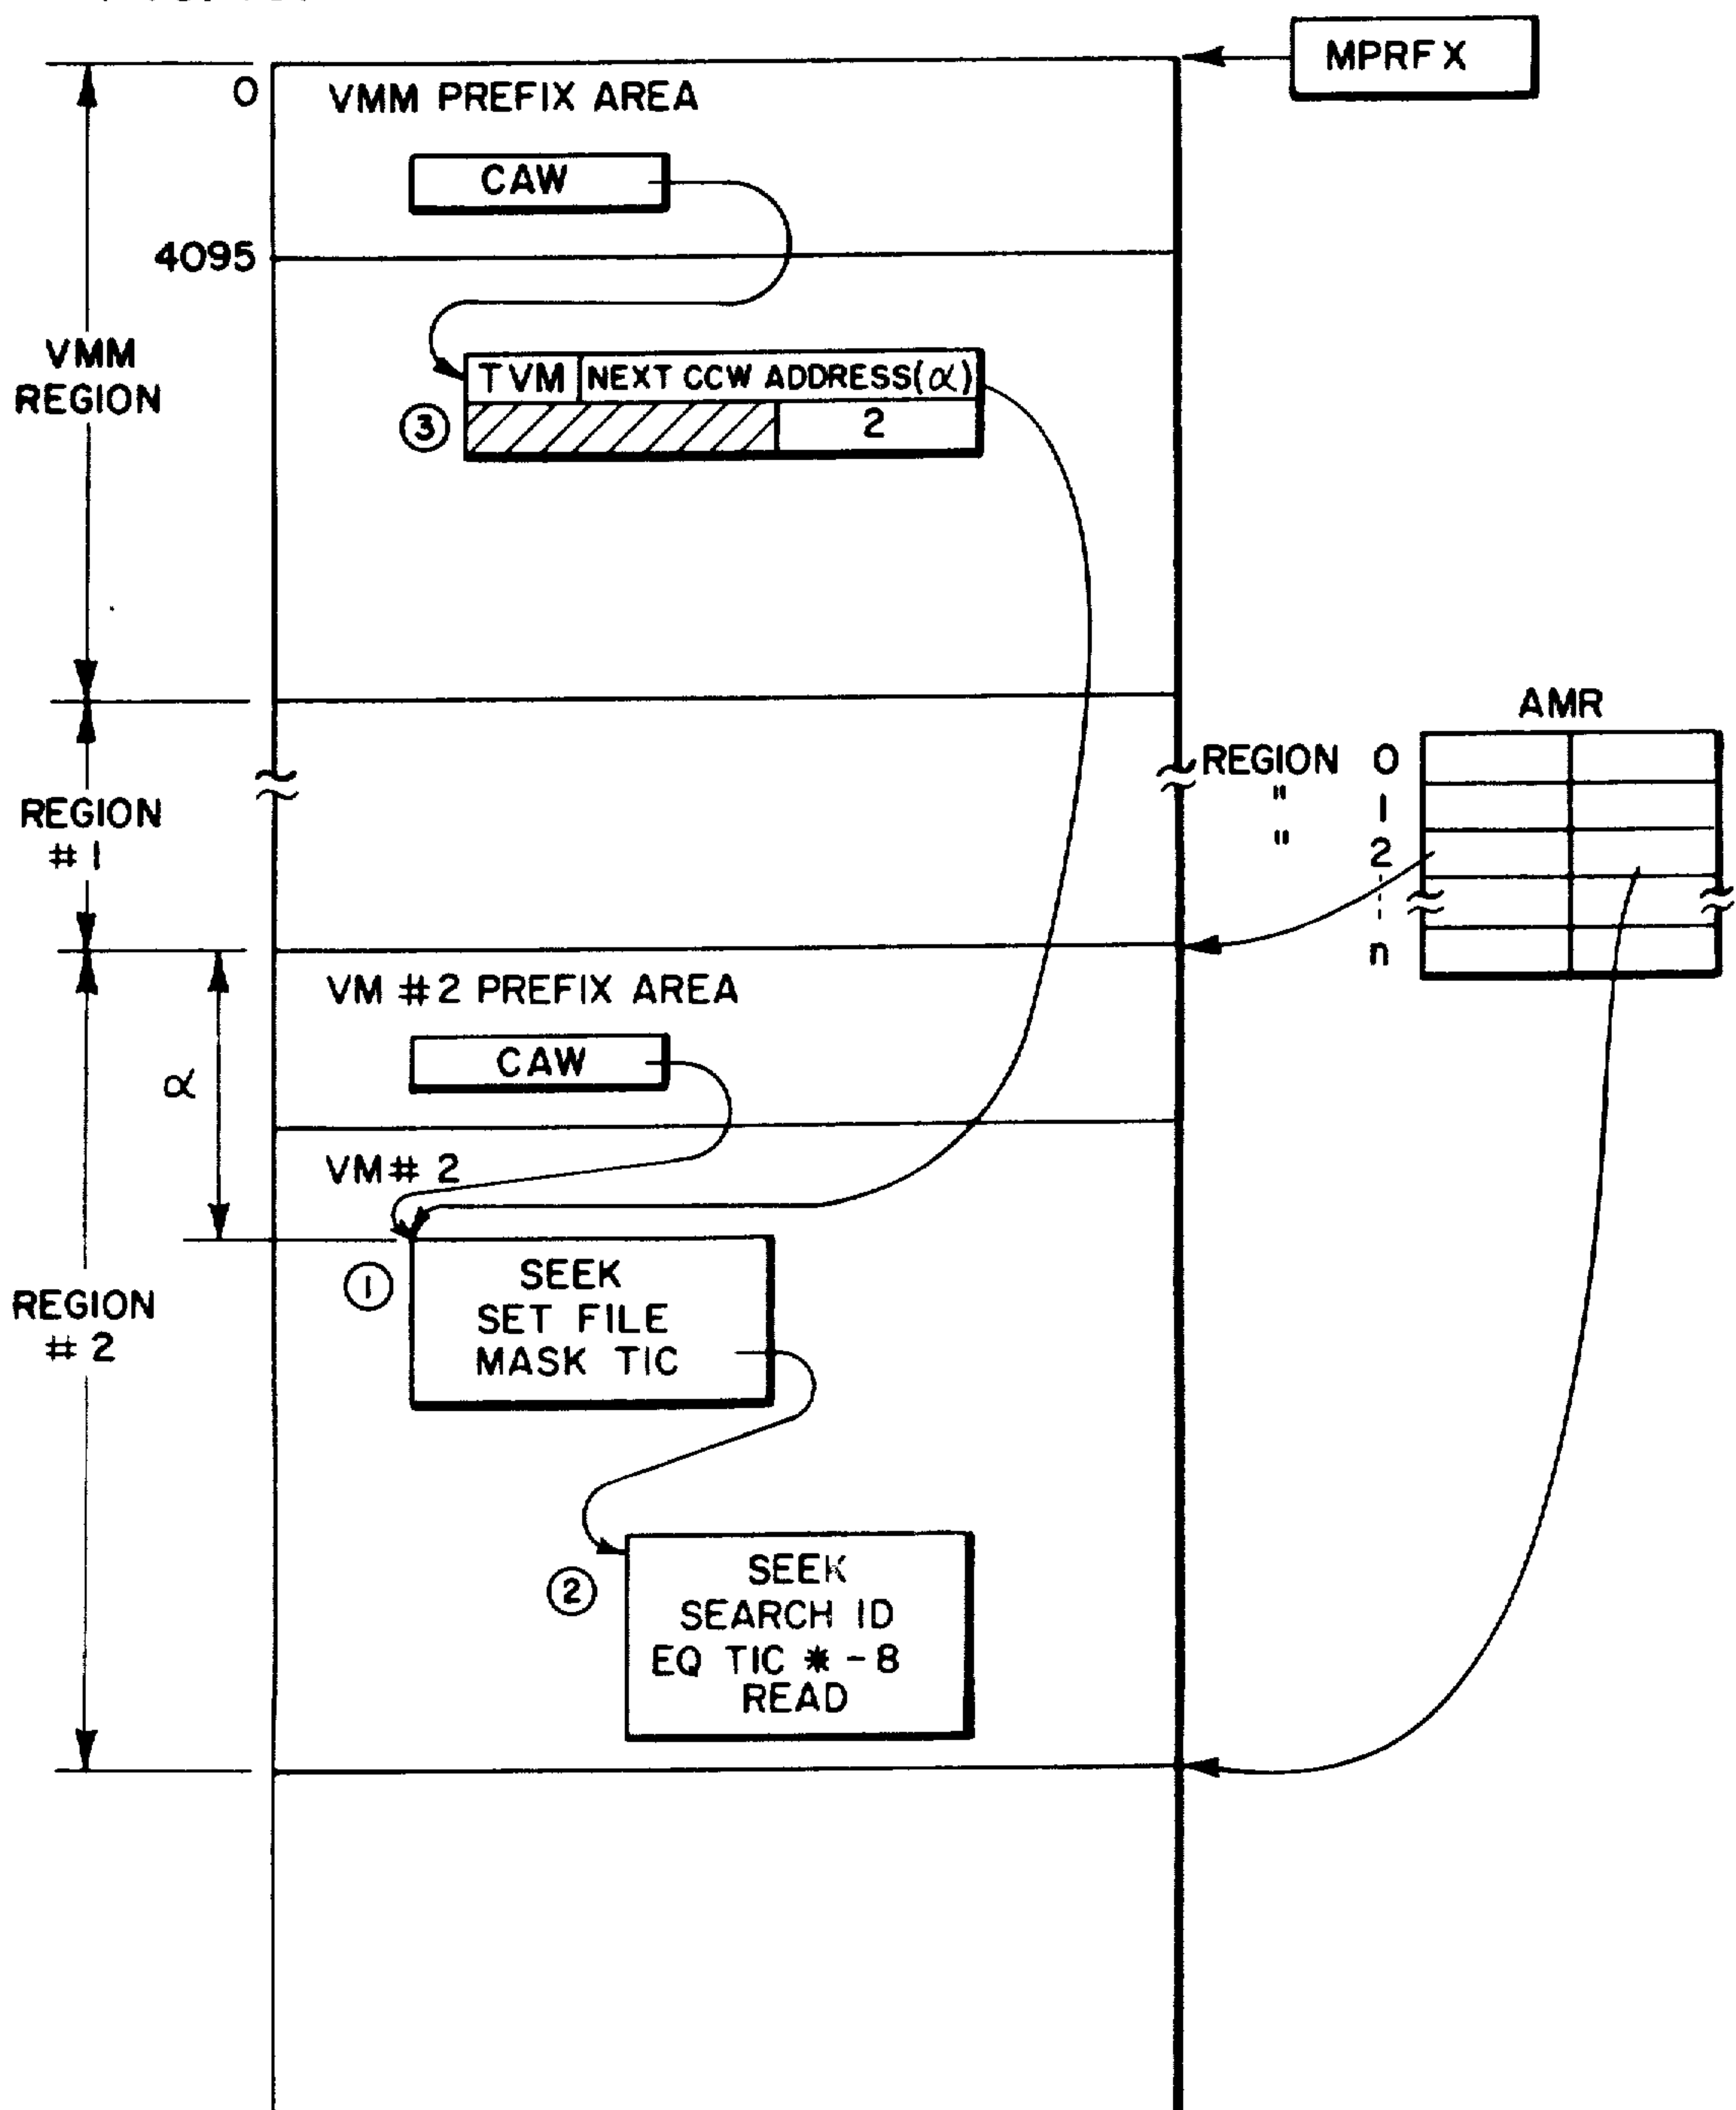 MPRFX
0
VMM PREFIX AREA
CAW
4095
VMM
REGION
TVM NEXT CCW ADDRESS(α)
③ 2
AMR
REGION 0
" 1
" 2
n
REGION
#1
VM #2 PREFIX AREA
CAW
α
VM# 2
①
SEEK
SET FILE
MASK TIC
REGION
#2
②
SEEK
SEARCH ID
EQ TIC * -8
READ